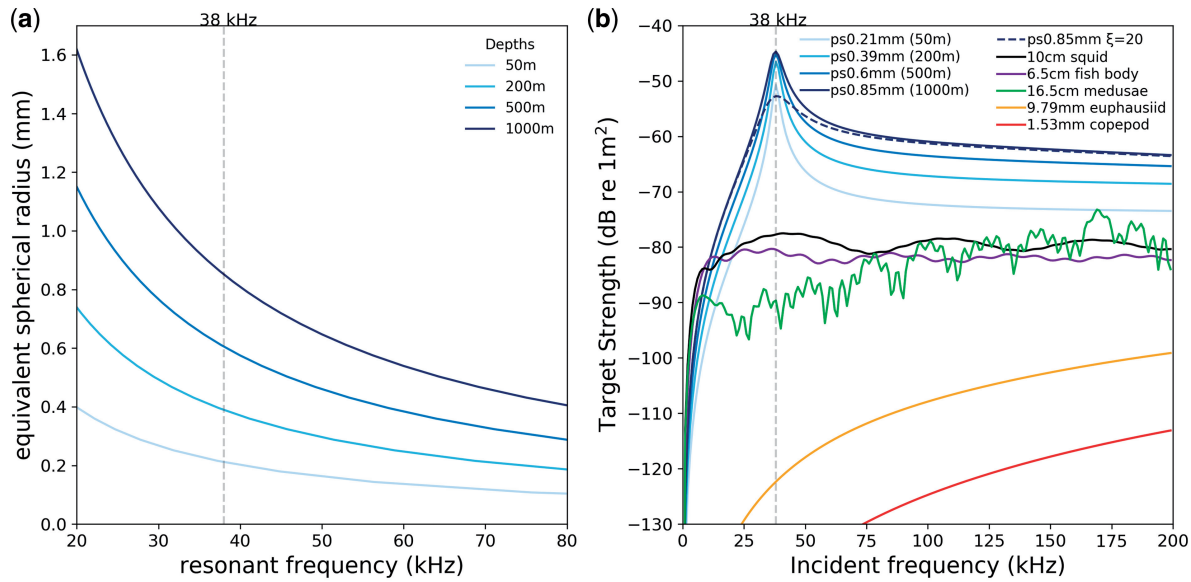 (a)
38 kHz
equivalent spherical radius (mm)
1.6
1.4
1.2
1.0
0.8
0.6
0.4
0.2
0.0
Depths
50m
200m
500m
1000m
20
30
40
50
60
70
80
resonant frequency (kHz)
(b)
38 kHz
Target Strength (dB re 1m²)
−40
−50
−60
−70
−80
−90
−100
−110
−120
−130
ps0.21mm (50m)
ps0.39mm (200m)
ps0.6mm (500m)
ps0.85mm (1000m)
ps0.85mm ξ=20
10cm squid
6.5cm fish body
16.5cm medusae
9.79mm euphausiid
1.53mm copepod
0
25
50
75
100
125
150
175
200
Incident frequency (kHz)